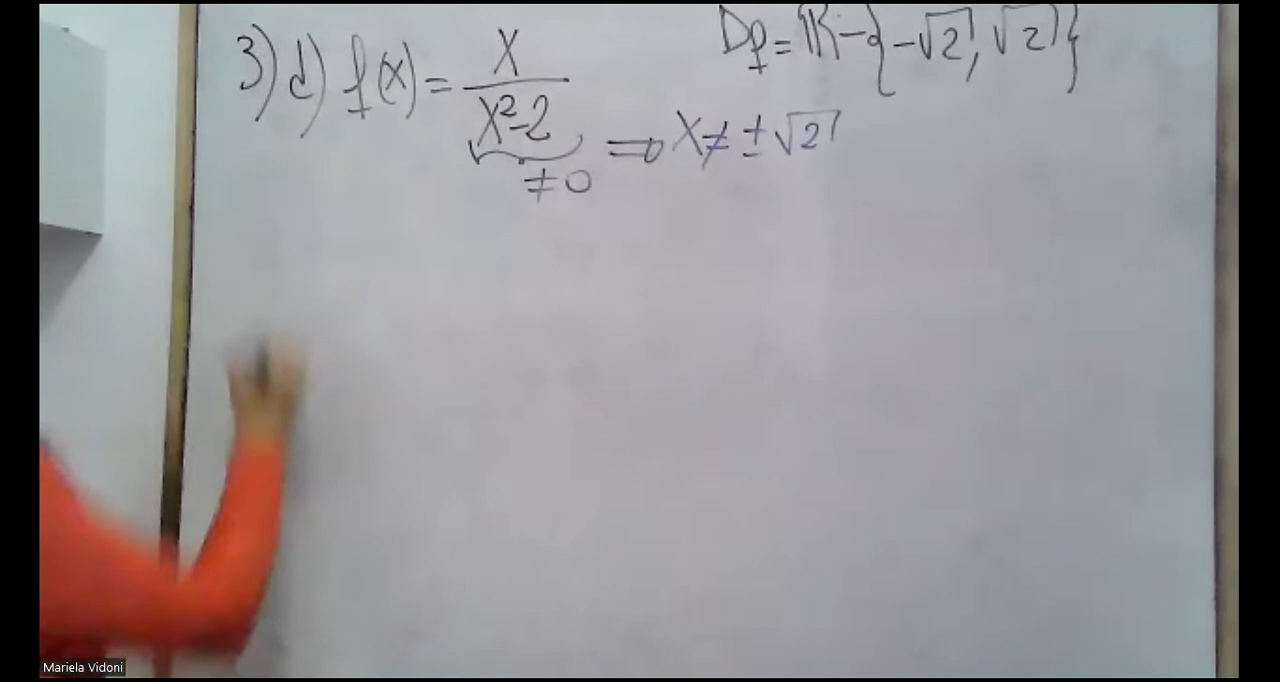 3) d) f(x) = x / x²-2 Df = ℝ - {-√2, √2}
≠0 ⇒ x ≠ ±√2
Mariela Vidoni